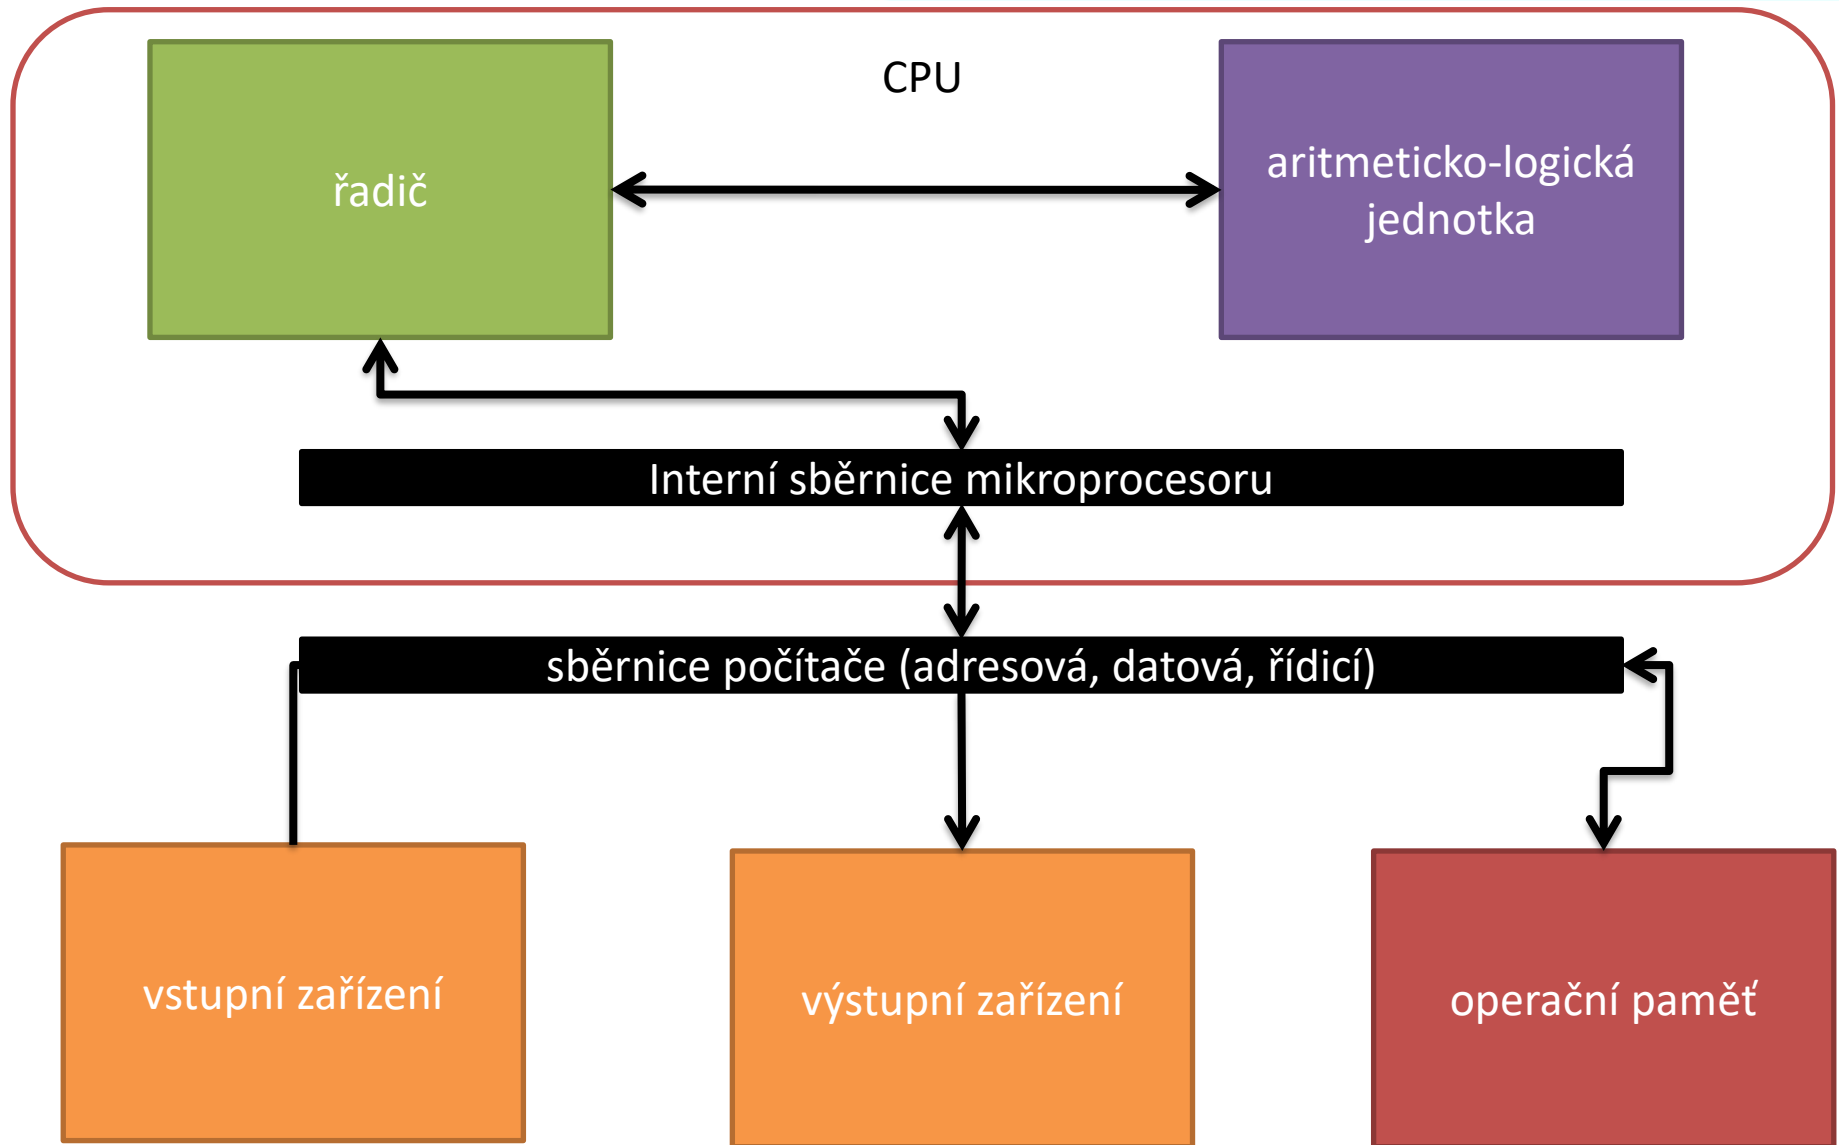 CPU
řadič
aritmeticko-logická
jednotka
Interní sběrnice mikroprocesoru
sběrnice počítače (adresová, datová, řídicí)
vstupní zařízení
výstupní zařízení
operační paměť